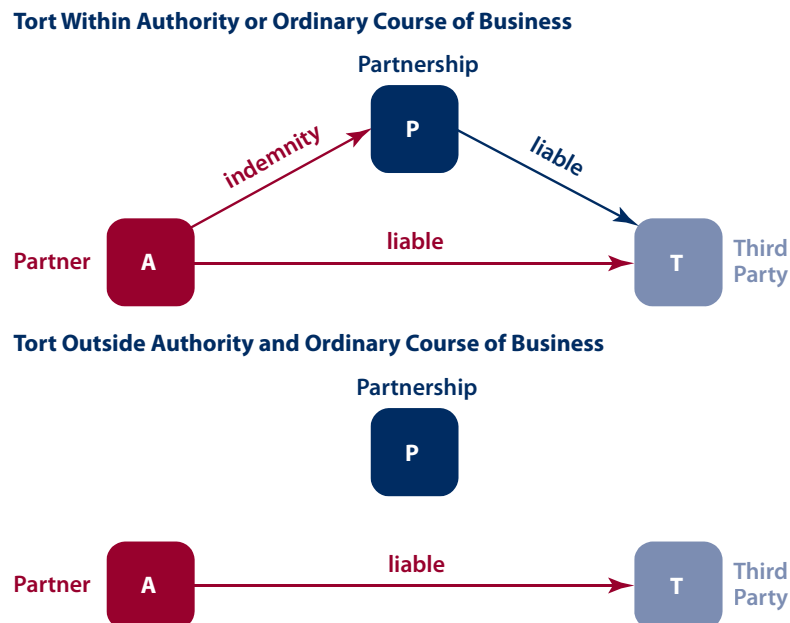 Tort Within Authority or Ordinary Course of Business
Partnership
P
indemnity
liable
Partner
A
liable
T
Third
Party
Tort Outside Authority and Ordinary Course of Business
Partnership
P
Partner
A
liable
T
Third
Party